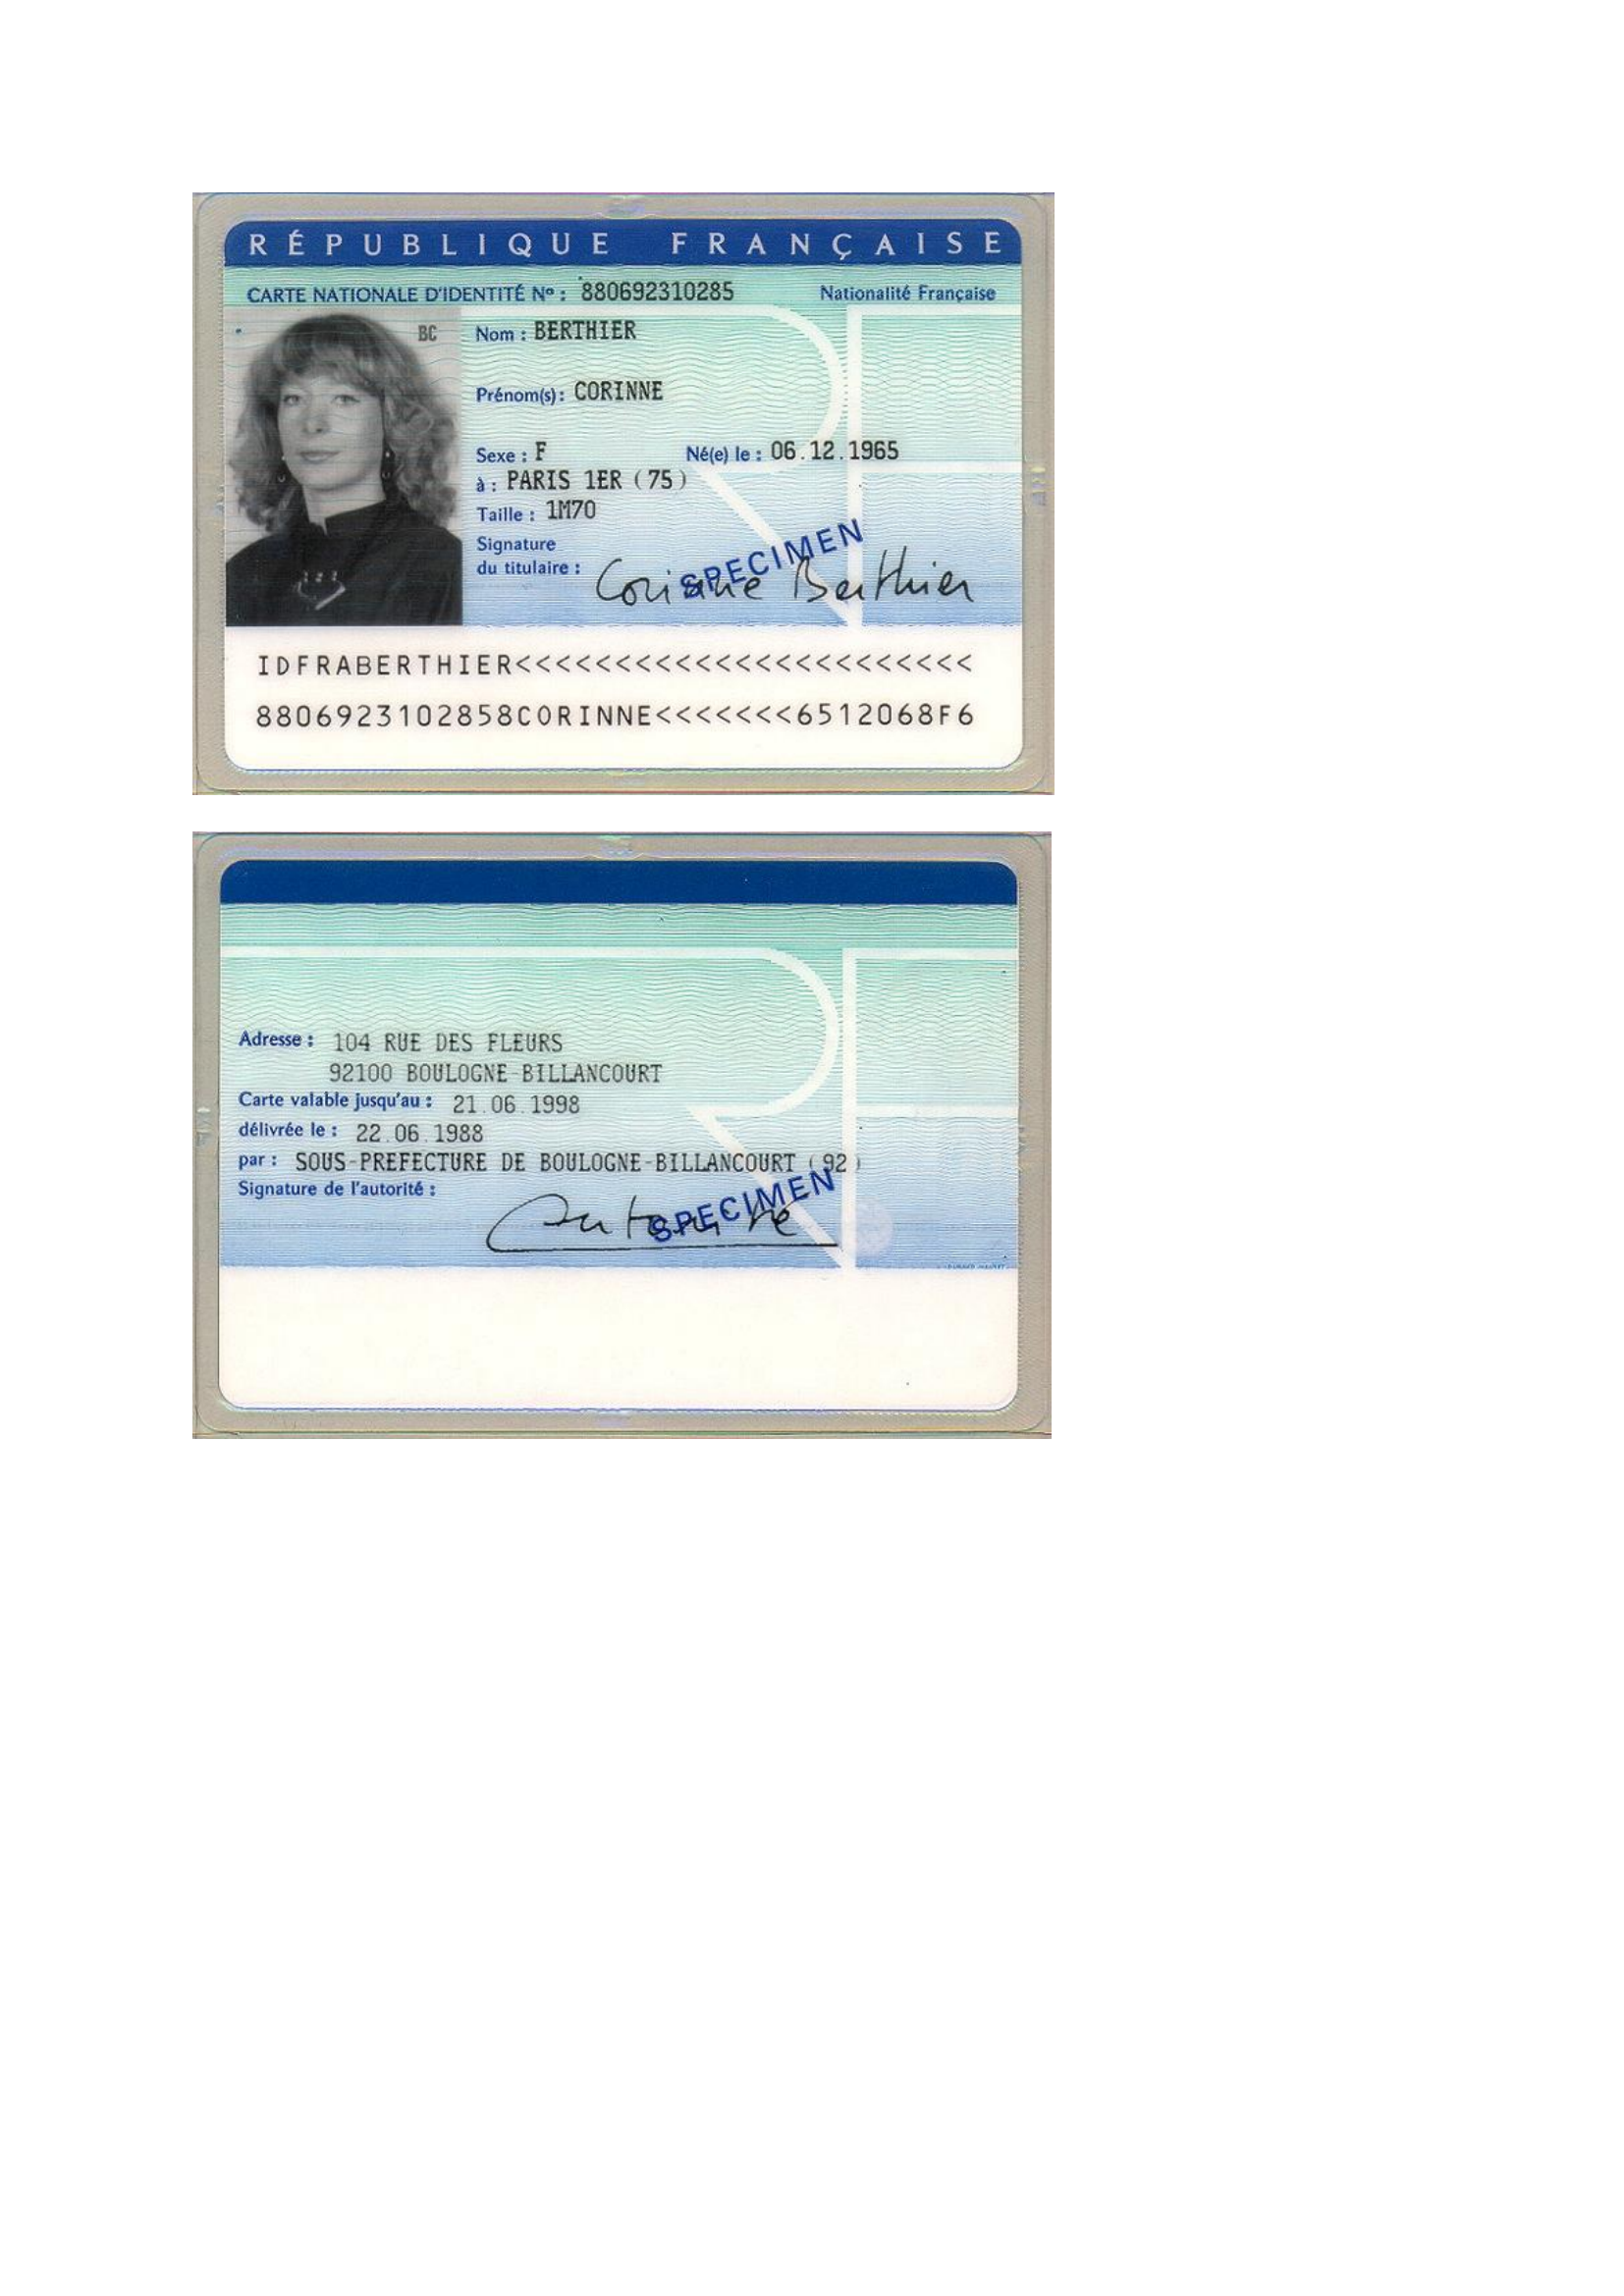 RÉPUBLIQUE FRANÇAISE
CARTE NATIONALE D'IDENTITÉ Nº : 880692310285 Nationalité Française
BC
Nom : BERTHIER
Prénom(s) : CORINNE
Sexe : F Né(e) le : 06.12.1965
à : PARIS 1ER (75)
Taille : 1M70
Signature
du titulaire :
Corinne Berthier
SPECIMEN
IDFRABERTHIER<<<<<<<<<<<<<<<<<<<<<<<
8806923102858CORINNE<<<<<<<6512068F6
Adresse : 104 RUE DES FLEURS
92100 BOULOGNE-BILLANCOURT
Carte valable jusqu'au : 21.06.1998
délivrée le : 22.06.1988
par : SOUS-PREFECTURE DE BOULOGNE-BILLANCOURT (92)
Signature de l'autorité :
SPECIMEN